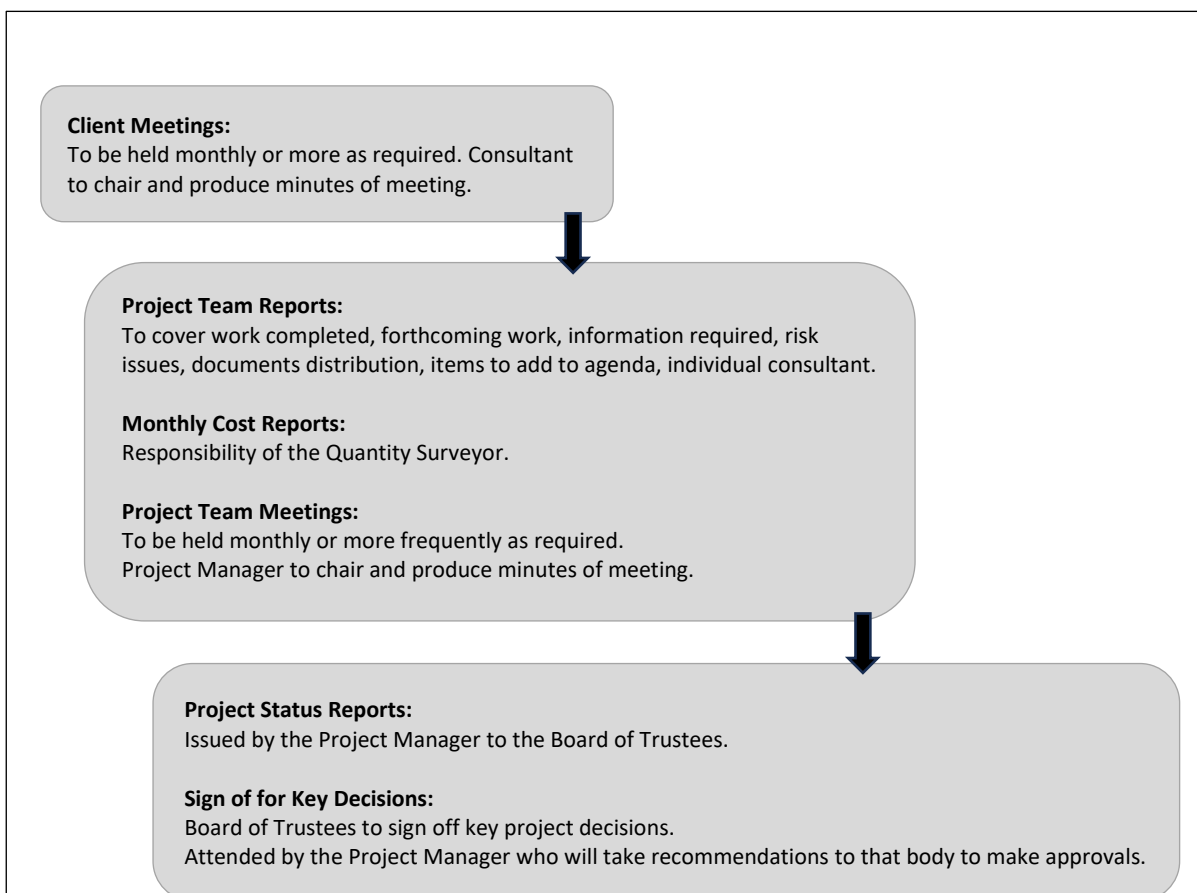 Client Meetings:
To be held monthly or more as required. Consultant
to chair and produce minutes of meeting.
Project Team Reports:
To cover work completed, forthcoming work, information required, risk
issues, documents distribution, items to add to agenda, individual consultant.
Monthly Cost Reports:
Responsibility of the Quantity Surveyor.
Project Team Meetings:
To be held monthly or more frequently as required.
Project Manager to chair and produce minutes of meeting.
Project Status Reports:
Issued by the Project Manager to the Board of Trustees.
Sign of for Key Decisions:
Board of Trustees to sign off key project decisions.
Attended by the Project Manager who will take recommendations to that body to make approvals.